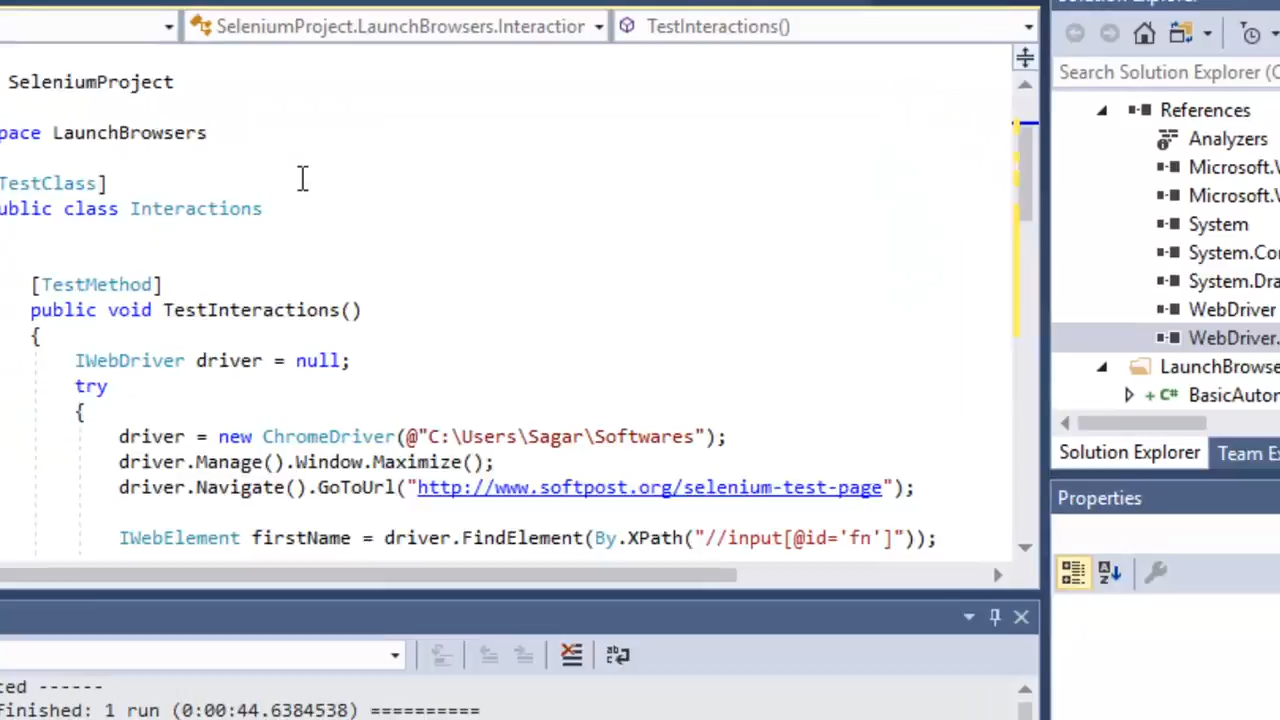 Solution Explorer
SeleniumProject.LaunchBrowsers.Interaction
TestInteractions()
Search Solution Explorer (C
SeleniumProject
pace LaunchBrowsers
TestClass]
ublic class Interactions
[TestMethod]
public void TestInteractions()
{
IWebDriver driver = null;
try
{
driver = new ChromeDriver(@"C:\Users\Sagar\Softwares");
driver.Manage().Window.Maximize();
driver.Navigate().GoToUrl("http://www.softpost.org/selenium-test-page");
IWebElement firstName = driver.FindElement(By.XPath("//input[@id='fn']"));
References
Analyzers
Microsoft.V
Microsoft.V
System
System.Co
System.Dra
WebDriver
WebDriver.
LaunchBrowse
C# BasicAutor
Solution Explorer
Team Ex
Properties
ted ------
Finished: 1 run (0:00:44.6384538) ==========